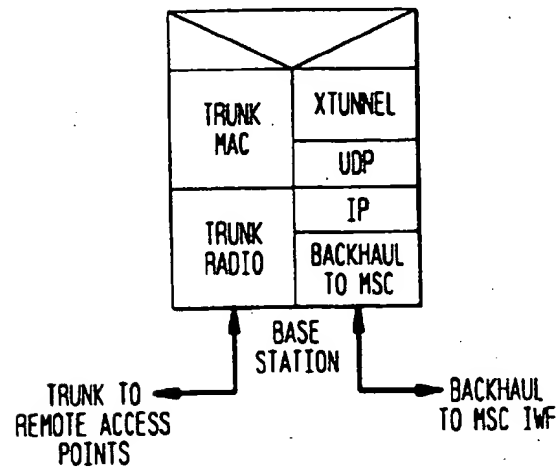 TRUNK
MAC
XTUNNEL
UDP
IP
TRUNK
RADIO
BACKHAUL
TO MSC
BASE
STATION
TRUNK TO
REMOTE ACCESS
POINTS
BACKHAUL
TO MSC IWF